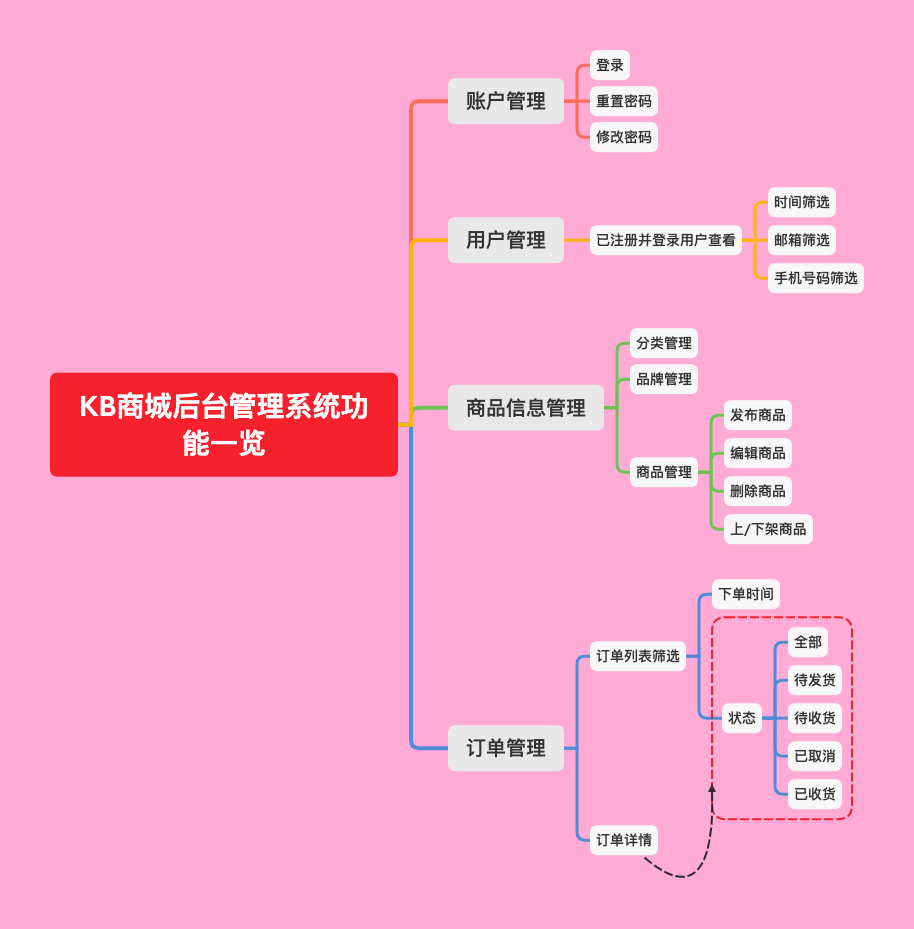 KB商城后台管理系统功
能一览
账户管理
登录
重置密码
修改密码
用户管理
已注册并登录用户查看
时间筛选
邮箱筛选
手机号码筛选
商品信息管理
分类管理
品牌管理
商品管理
发布商品
编辑商品
删除商品
上/下架商品
订单管理
订单列表筛选
下单时间
状态
全部
待发货
待收货
已取消
已收货
订单详情